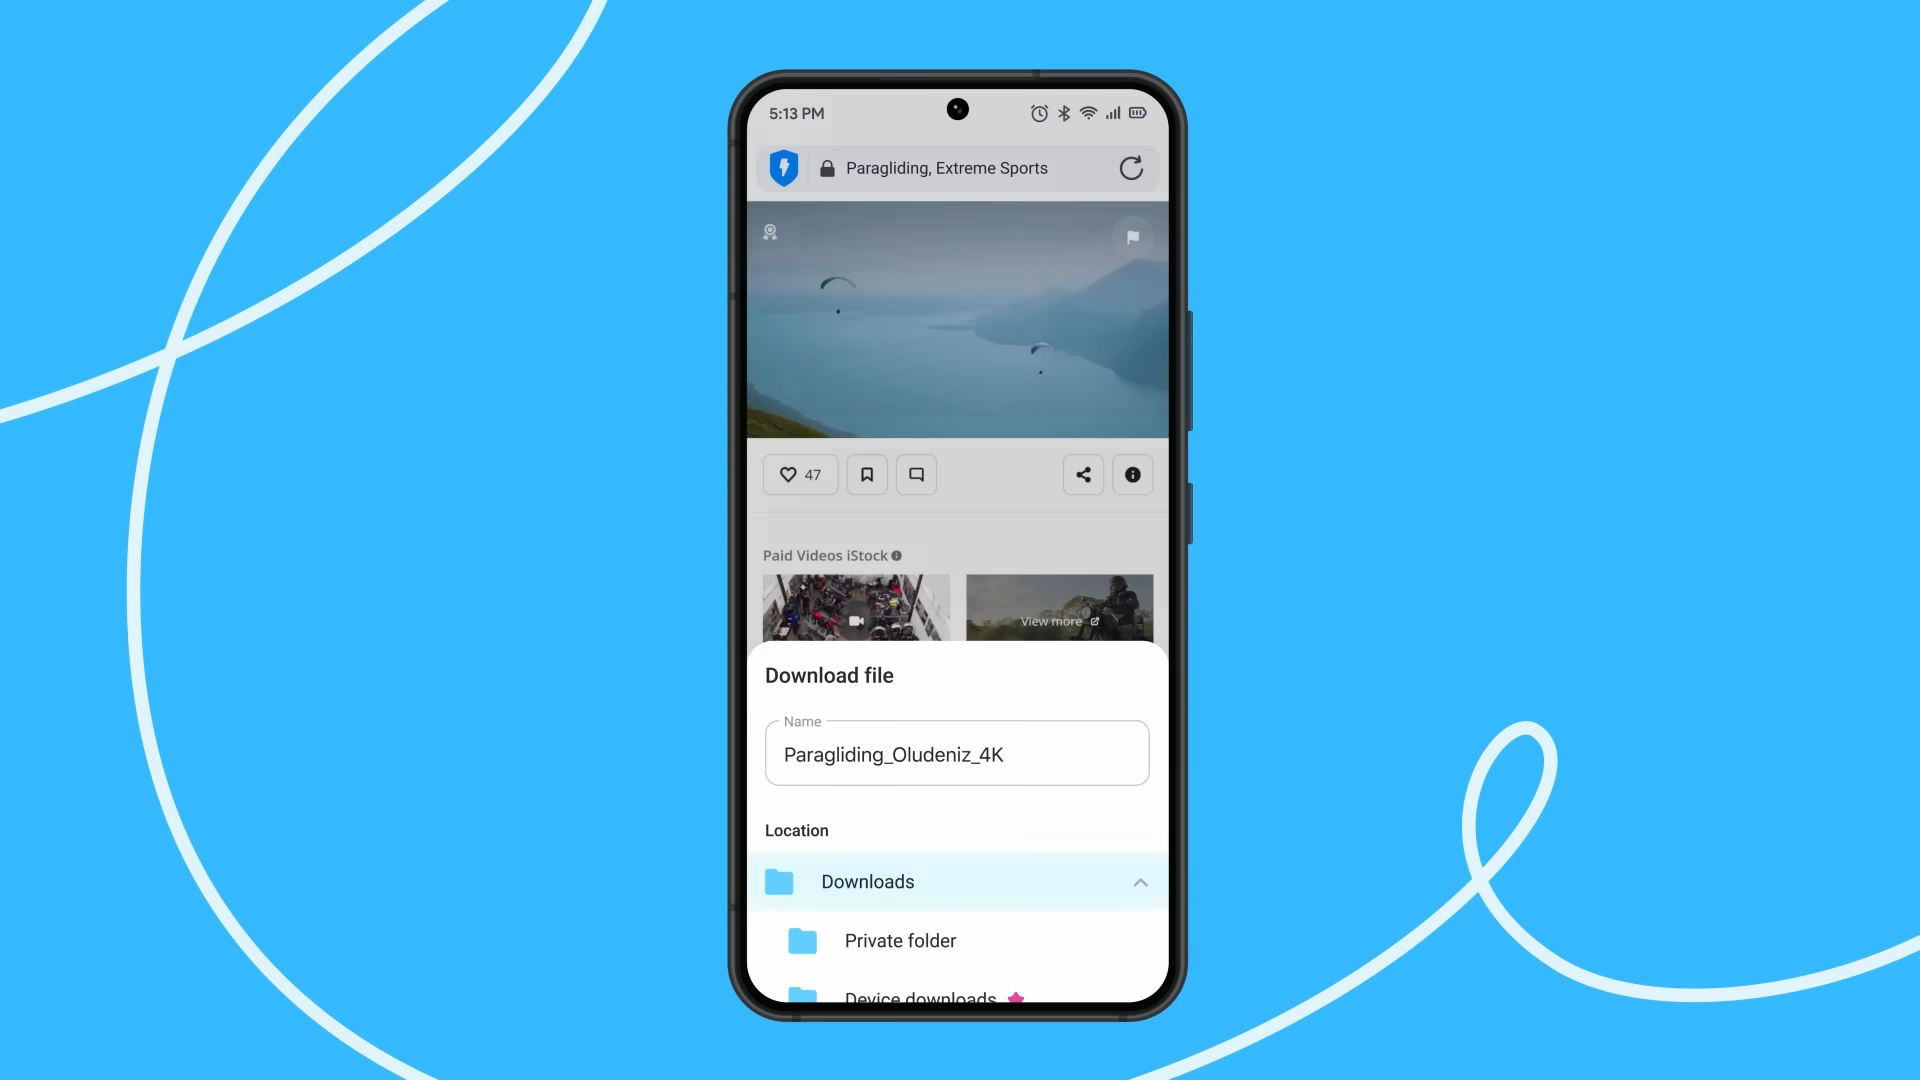 5:13 PM
Paragliding, Extreme Sports
47
Paid Videos iStock
View more
Download file
Name
Paragliding_Oludeniz_4K
Location
Downloads
Private folder
Device downloads